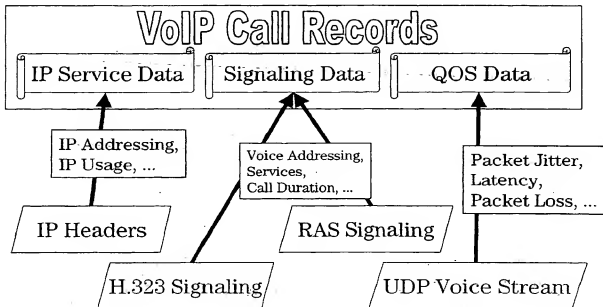 VoIP Call Records
IP Service Data
Signaling Data
QOS Data
IP Addressing,
IP Usage, ...
Voice Addressing,
Services,
Call Duration, ...
Packet Jitter,
Latency,
Packet Loss, ...
IP Headers
RAS Signaling
H.323 Signaling
UDP Voice Stream